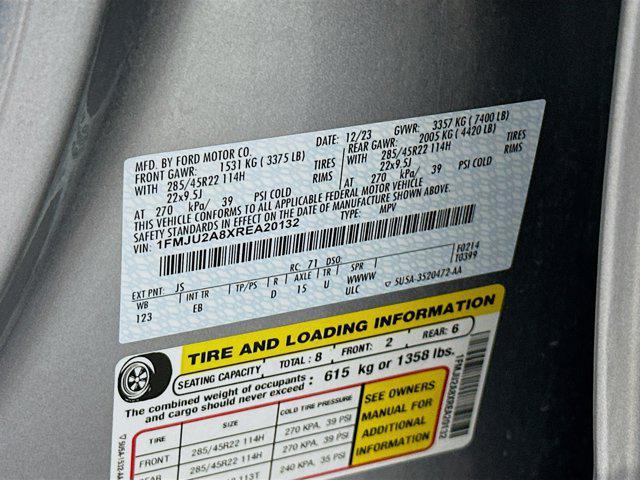 MFD. BY FORD MOTOR CO.
DATE: 12/23 GVWR: 3357 KG ( 7400 LB)
FRONT GAWR: 1531 KG ( 3375 LB) REAR GAWR: 2005 KG ( 4420 LB)
WITH 285/45R22 114H TIRES WITH 285/45R22 114H TIRES
22x9.5J RIMS 22x9.5J RIMS
AT 270 kPa/ 39 PSI COLD AT 270 kPa/ 39 PSI COLD
THIS VEHICLE CONFORMS TO ALL APPLICABLE FEDERAL MOTOR VEHICLE
SAFETY STANDARDS IN EFFECT ON THE DATE OF MANUFACTURE SHOWN ABOVE.
VIN: 1FMJU2A8XREA20132 TYPE: MPV
EXT PNT: JS RC: 71 DSO: F0214
T0399
WB INT TR TP/PS R AXLE TR SPR
123 EB D 15 U WWWW
ULC ▽ SU5A-3520472-AA
TIRE AND LOADING INFORMATION
SEATING CAPACITY TOTAL : 8 FRONT: 2 REAR: 6
The combined weight of occupants and cargo should never exceed : 615 kg or 1358 lbs.
TIRE SIZE COLD TIRE PRESSURE
FRONT 285/45R22 114H 270 KPA, 39 PSI
REAR 285/45R22 114H 270 KPA, 39 PSI
113T 240 KPA, 35 PSI
SEE OWNERS
MANUAL FOR
ADDITIONAL
INFORMATION
1FMJU2A8XREA20132